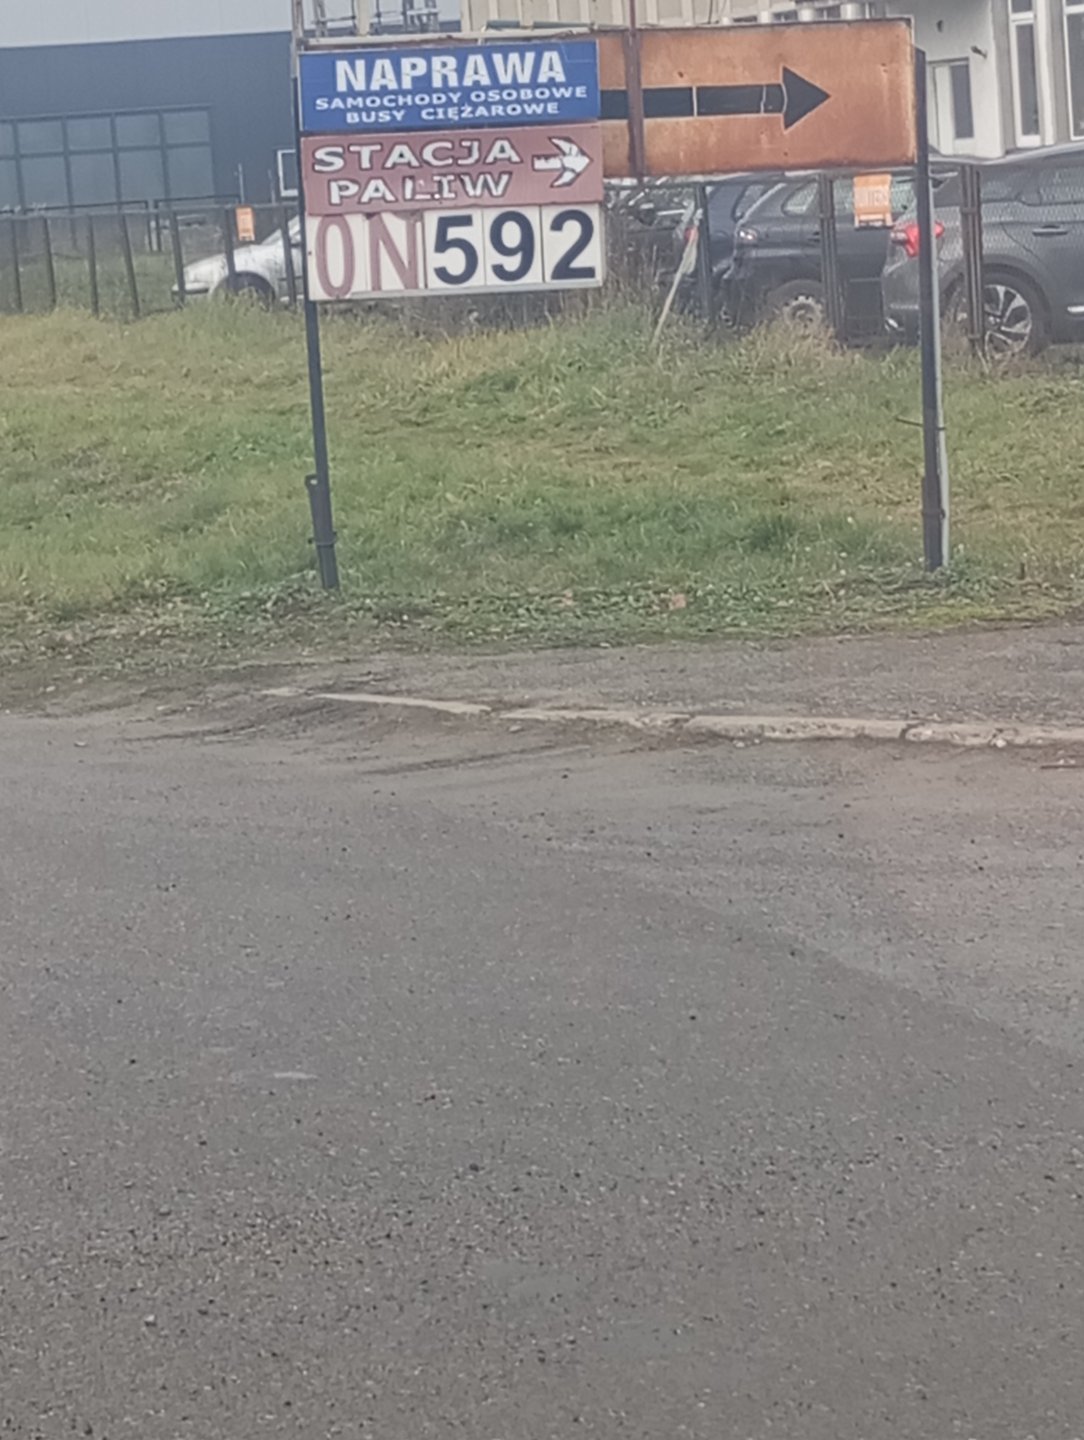 NAPRAWA
SAMOCHODY OSOBOWE
BUSY CIĘŻAROWE
STACJA
PALIW
ON 592